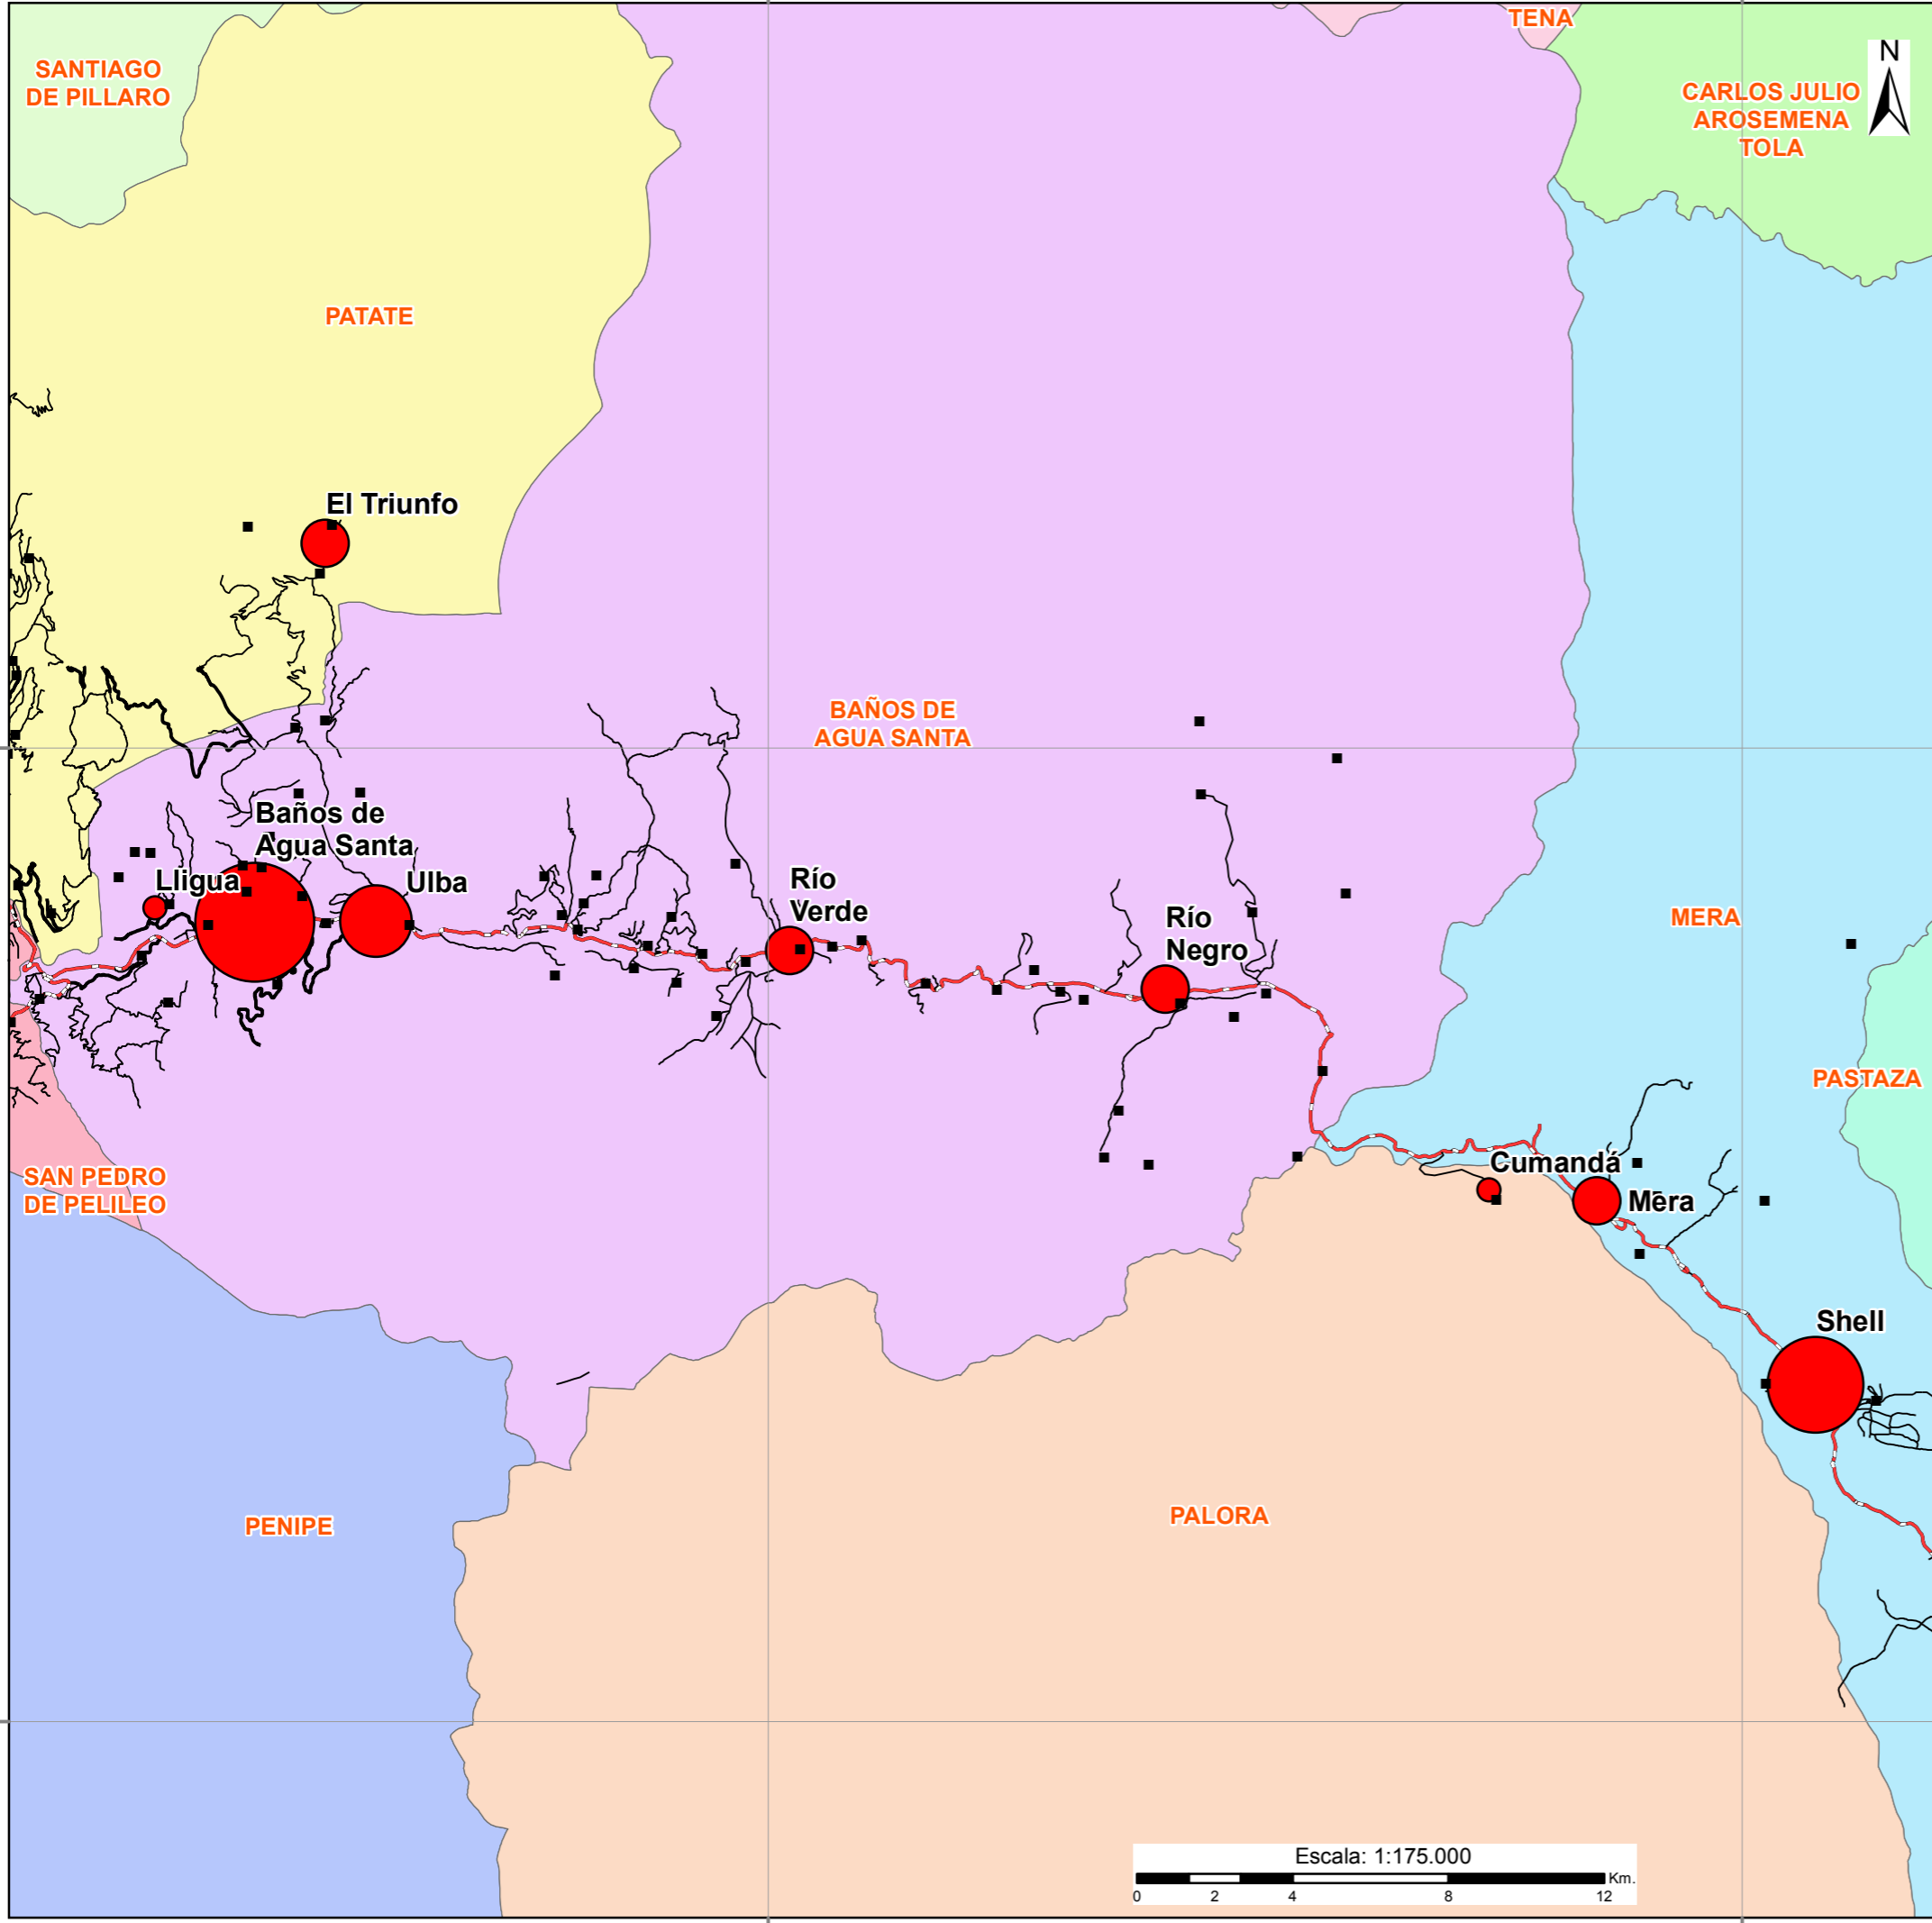 TENA
N
SANTIAGO
DE PILLARO
CARLOS JULIO
AROSEMENA
TOLA
PATATE
El Triunfo
BAÑOS DE
AGUA SANTA
Baños de
Agua Santa
Lligua
Ulba
Río
Verde
Río
Negro
MERA
PASTAZA
SAN PEDRO
DE PELILEO
Cumandá
Mera
Shell
PENIPE
PALORA
Escala: 1:175.000
Km.
0 2 4 8 12